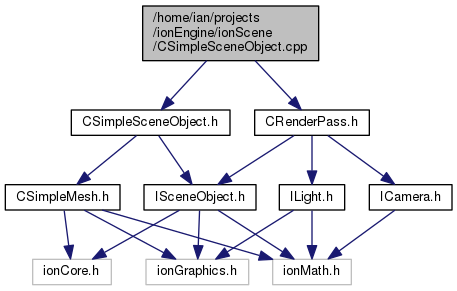 /home/ian/projects
/ionEngine/ionScene
/CSimpleSceneObject.cpp
CSimpleSceneObject.h
CRenderPass.h
CSimpleMesh.h
ISceneObject.h
ILight.h
ICamera.h
ionCore.h
ionGraphics.h
ionMath.h